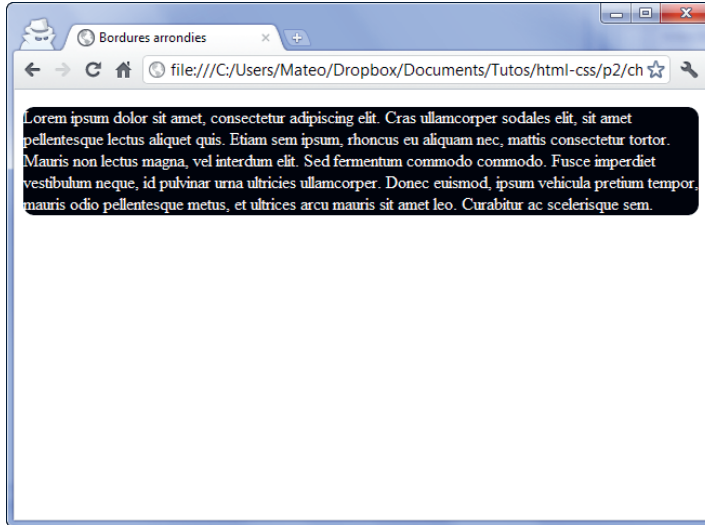 Bordures arrondies
file:///C:/Users/Mateo/Dropbox/Documents/Tutos/html-css/p2/ch
Lorem ipsum dolor sit amet, consectetur adipiscing elit. Cras ullamcorper sodales elit, sit amet
pellentesque lectus aliquet quis. Etiam sem ipsum, rhoncus eu aliquam nec, mattis consectetur tortor.
Mauris non lectus magna, vel interdum elit. Sed fermentum commodo commodo. Fusce imperdiet
vestibulum neque, id pulvinar urna ultricies ullamcorper. Donec euismod, ipsum vehicula pretium tempor,
mauris odio pellentesque metus, et ultrices arcu mauris sit amet leo. Curabitur ac scelerisque sem.